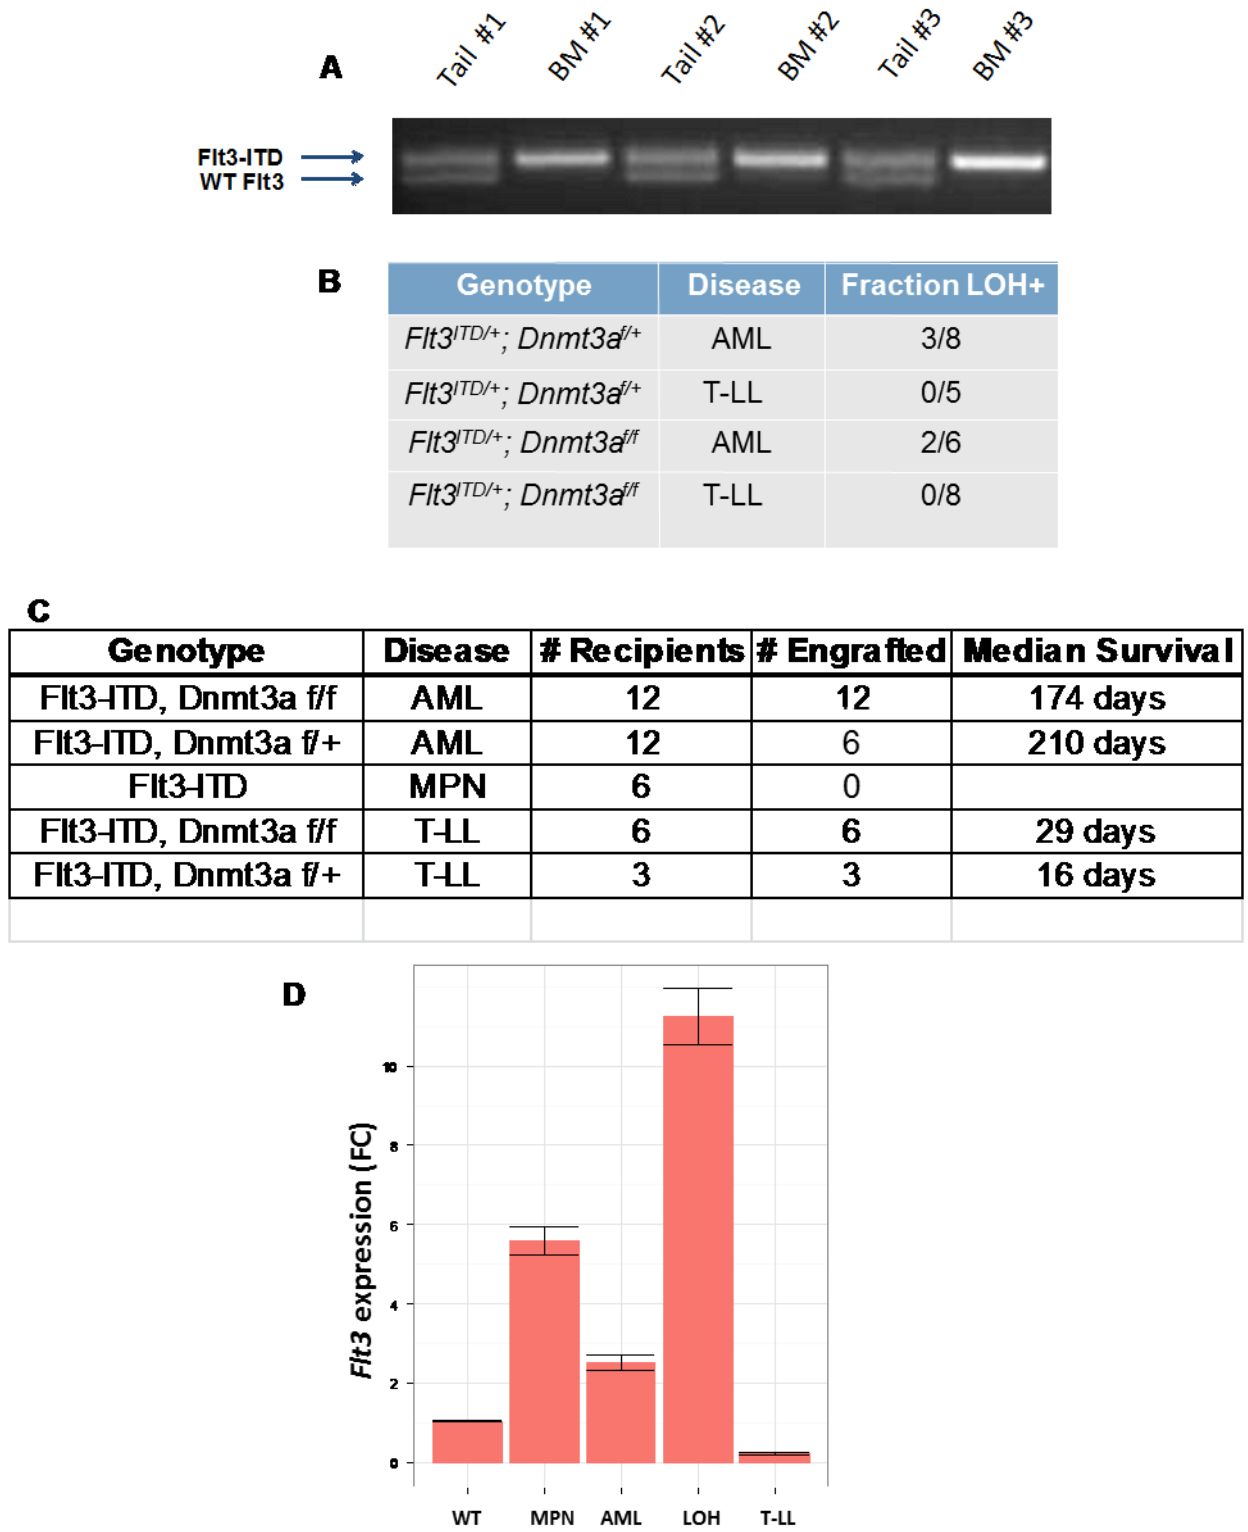 A
Tail #1 BM #1 Tail #2 BM #2 Tail #3 BM #3
Flt3-ITD
WT Flt3
B
Genotype Disease Fraction LOH+
Flt3ITD/+; Dnmt3af/+ AML 3/8
Flt3ITD/+; Dnmt3af/+ T-LL 0/5
Flt3ITD/+; Dnmt3af/f AML 2/6
Flt3ITD/+; Dnmt3af/f T-LL 0/8
C
Genotype Disease # Recipients # Engrafted Median Survival
Flt3-ITD, Dnmt3a f/f AML 12 12 174 days
Flt3-ITD, Dnmt3a f/+ AML 12 6 210 days
Flt3-ITD MPN 6 0
Flt3-ITD, Dnmt3a f/f T-LL 6 6 29 days
Flt3-ITD, Dnmt3a f/+ T-LL 3 3 16 days
D
Flt3 expression (FC)
10
8
6
4
2
0
WT MPN AML LOH T-LL